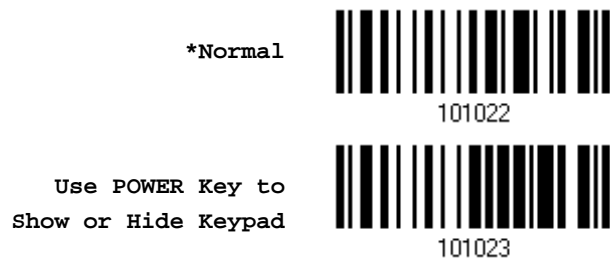 *Normal
101022
Use POWER Key to
Show or Hide Keypad
101023